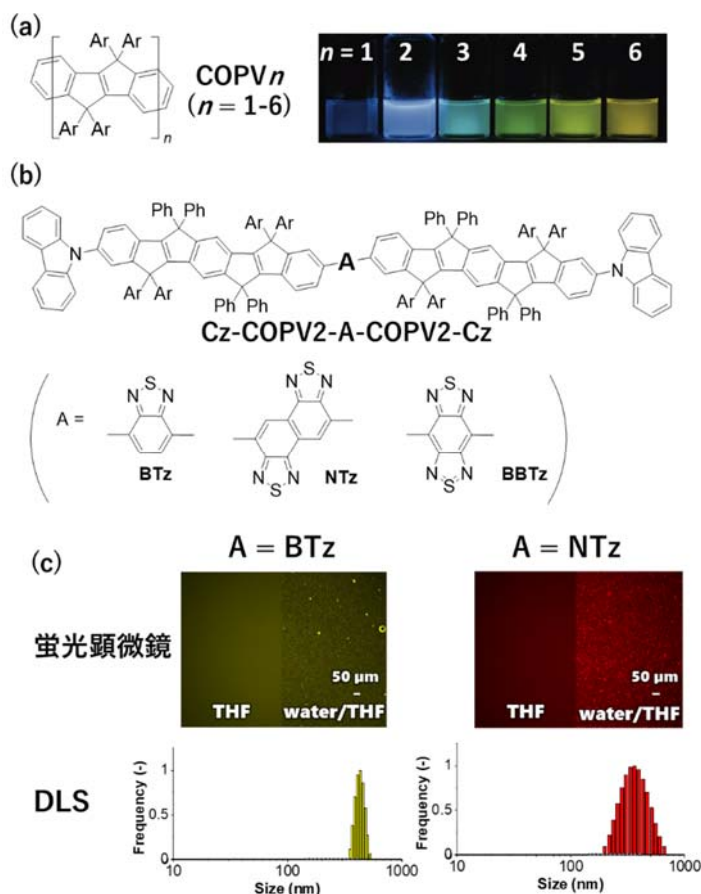 (a)
Ar Ar
Ar Ar
n
COPVn
(n = 1-6)
n = 1 2 3 4 5 6
(b)
Ph Ph Ar Ar Ph Ph Ar Ar
N A N
Ar Ar Ph Ph Ar Ar Ph Ph
Cz-COPV2-A-COPV2-Cz
A =
S
N N
BTz
S
N N
N N
S
NTz
S
N N
N N
S
BBTz
(c)
A = BTz
A = NTz
蛍光顕微鏡
50 μm
THF water/THF
50 μm
THF water/THF
DLS
Frequency (-)
1
0.5
0
10 100 1000
Size (nm)
Frequency (-)
1
0.5
0
10 100 1000
Size (nm)